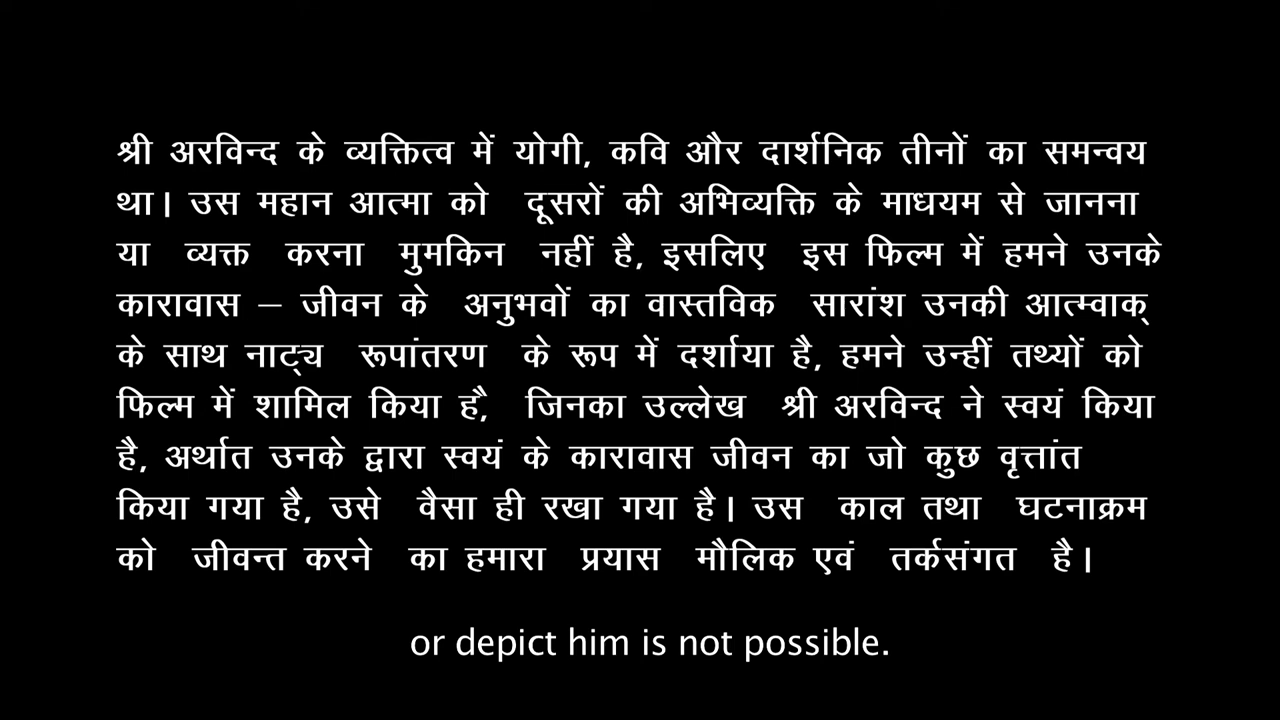 श्री अरविन्द के व्यक्तित्व में योगी, कवि और दार्शनिक तीनों का समन्वय
था। उस महान आत्मा को दूसरों की अभिव्यक्ति के माधयम से जानना
या व्यक्त करना मुमकिन नहीं है, इसलिए इस फिल्म में हमने उनके
कारावास – जीवन के अनुभवों का वास्तविक सारांश उनकी आत्म्वाक्
के साथ नाट्य रूपांतरण के रूप में दर्शाया है, हमने उन्हीं तथ्यों को
फिल्म में शामिल किया है, जिनका उल्लेख श्री अरविन्द ने स्वयं किया
है, अर्थात उनके द्वारा स्वयं के कारावास जीवन का जो कुछ वृत्तांत
किया गया है, उसे वैसा ही रखा गया है। उस काल तथा घटनाक्रम
को जीवन्त करने का हमारा प्रयास मौलिक एवं तर्कसंगत है।
or depict him is not possible.